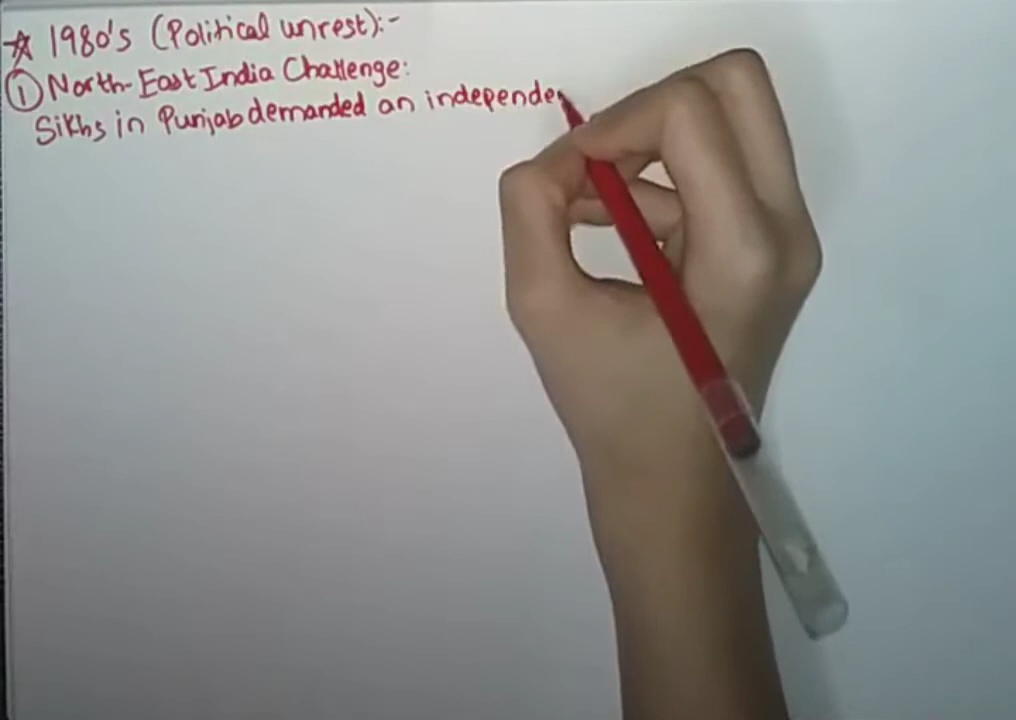 ☆ 1980's (Political unrest):-
① North-East India Challenge:
Sikhs in Punjab demanded an independe